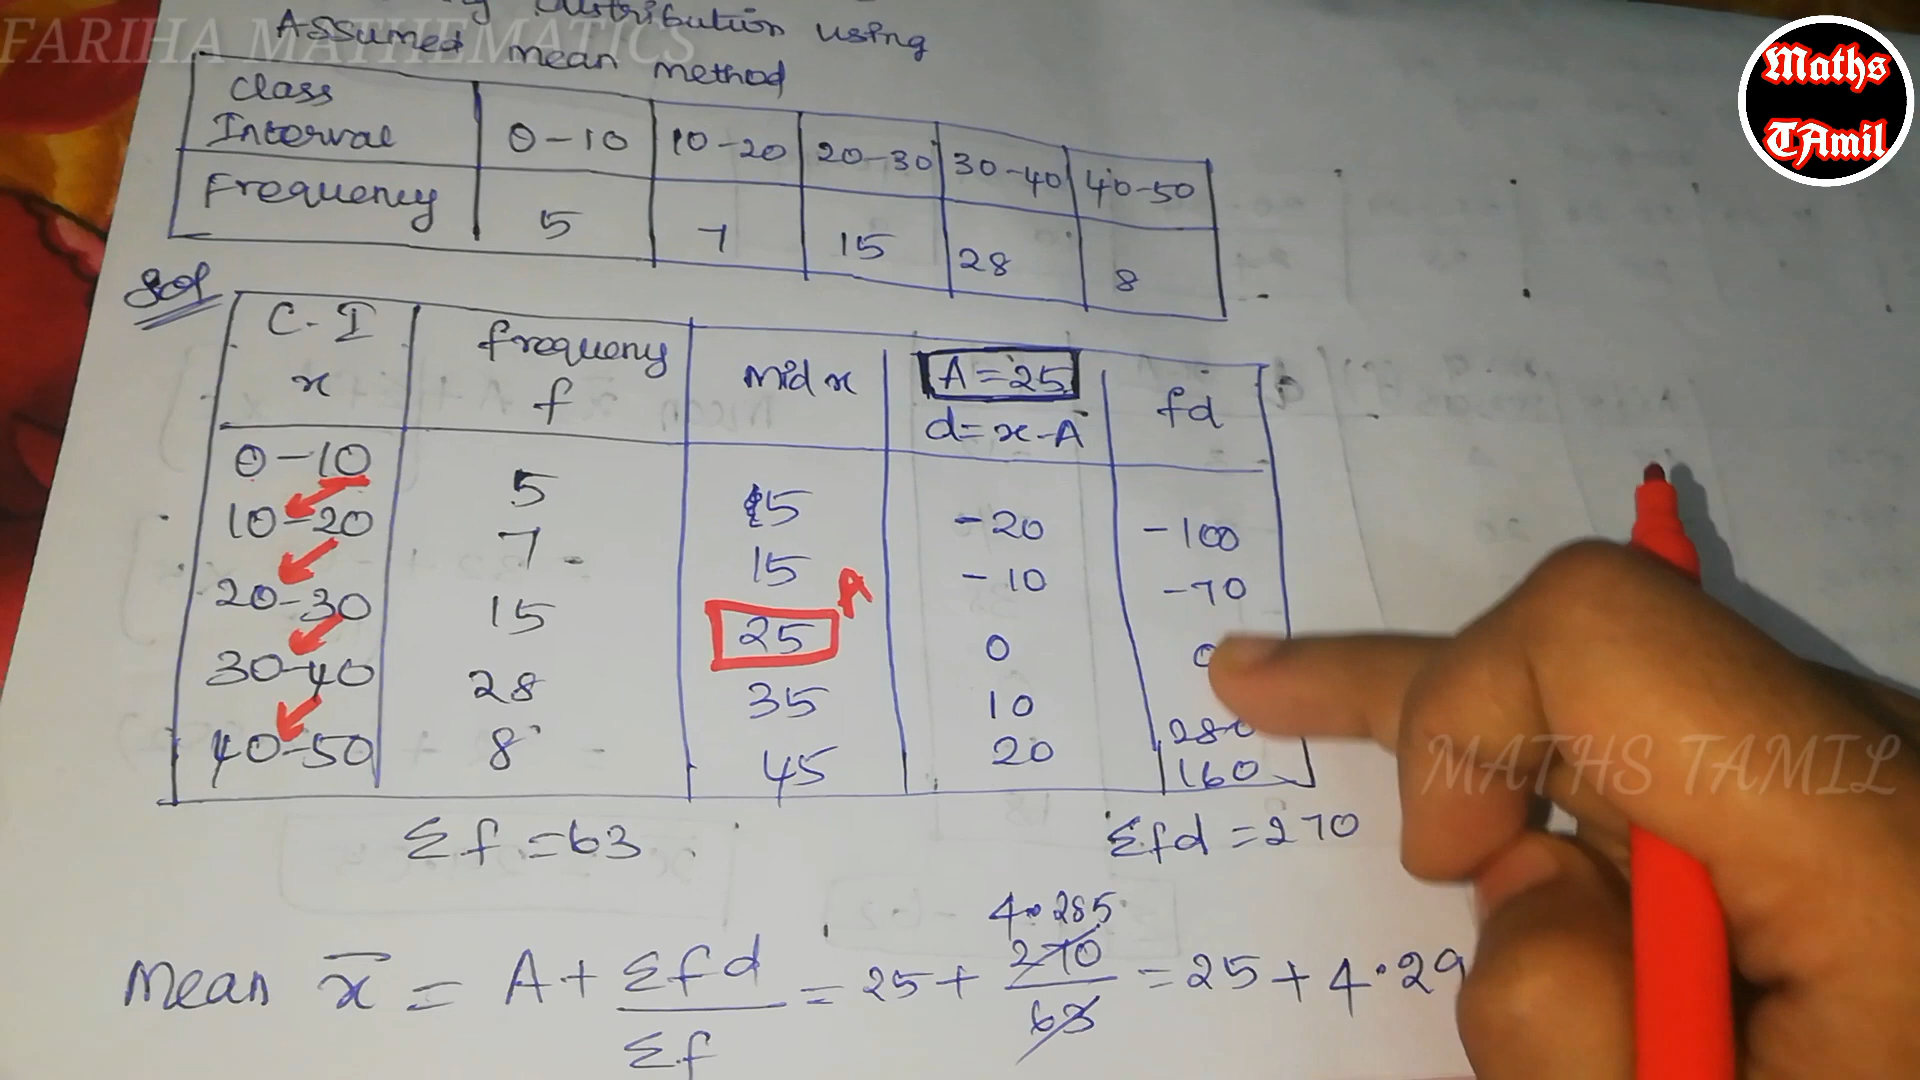 distribution using
Assumed mean method
FARIHA MATHEMATICS
Maths
TAmil
Class Interval 0-10 10-20 20-30 30-40 40-50
Frequency 5 7 15 28 8
Sol
C.I x frequeny f mid x A=25 d=x-A fd
0-10 5 5 -20 -100
10-20 7 15 -10 -70
20-30 15 25 A 0 0
30-40 28 35 10 280
40-50 8 45 20 160
MATHS TAMIL
Σf = 63 Σfd = 270
Mean x̄ = A + Σfd/Σf = 25 + 270/63 = 25 + 4.29
4.285